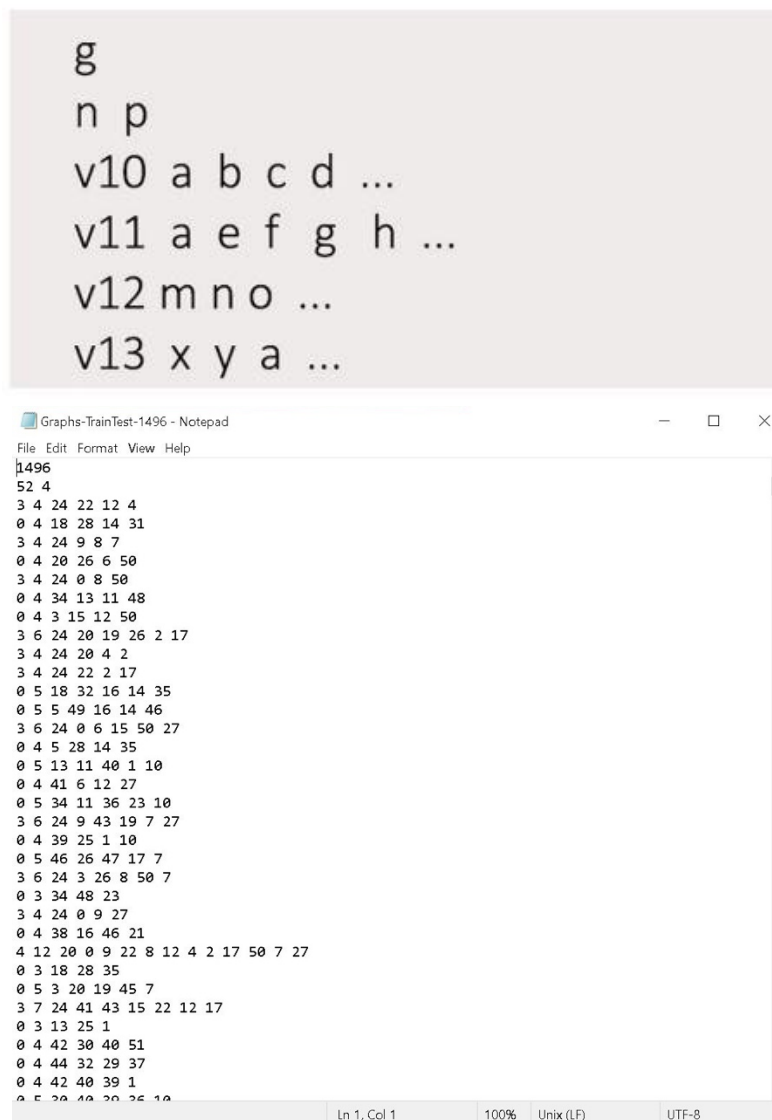 g
n p
v10 a b c d ...
v11 a e f g h ...
v12 m n o ...
v13 x y a ...
Graphs-TrainTest-1496 - Notepad
File Edit Format View Help
1496
52 4
3 4 24 22 12 4
0 4 18 28 14 31
3 4 24 9 8 7
0 4 20 26 6 50
3 4 24 0 8 50
0 4 34 13 11 48
0 4 3 15 12 50
3 6 24 20 19 26 2 17
3 4 24 20 4 2
3 4 24 22 2 17
0 5 18 32 16 14 35
0 5 5 49 16 14 46
3 6 24 0 6 15 50 27
0 4 5 28 14 35
0 5 13 11 40 1 10
0 4 41 6 12 27
0 5 34 11 36 23 10
3 6 24 9 43 19 7 27
0 4 39 25 1 10
0 5 46 26 47 17 7
3 6 24 3 26 8 50 7
0 3 34 48 23
3 4 24 0 9 27
0 4 38 16 46 21
4 12 20 0 9 22 8 12 4 2 17 50 7 27
0 3 18 28 35
0 5 3 20 19 45 7
3 7 24 41 43 15 22 12 17
0 3 13 25 1
0 4 42 30 40 51
0 4 44 32 29 37
0 4 42 40 39 1
Ln 1, Col 1 100% Unix (LF) UTF-8